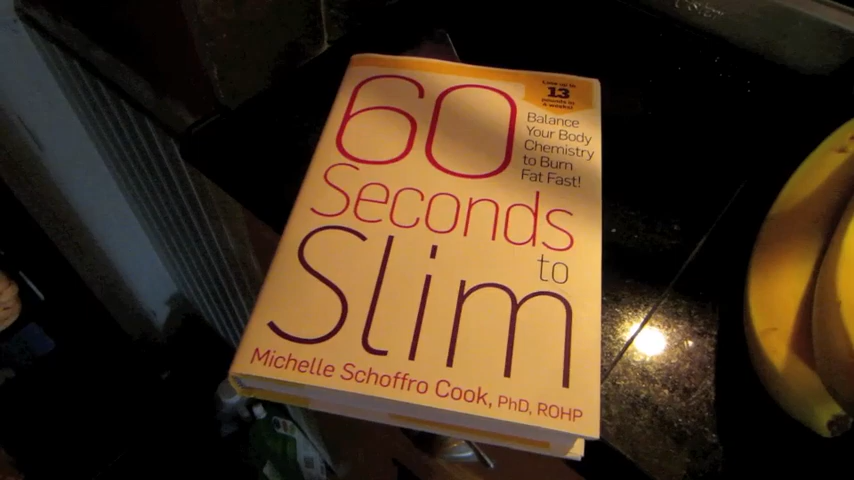 60
Lose up to
13
pounds in
4 weeks!
Balance
Your Body
Chemistry
to Burn
Fat Fast!
Seconds
to
Slim
Michelle Schoffro Cook, PhD, ROHP